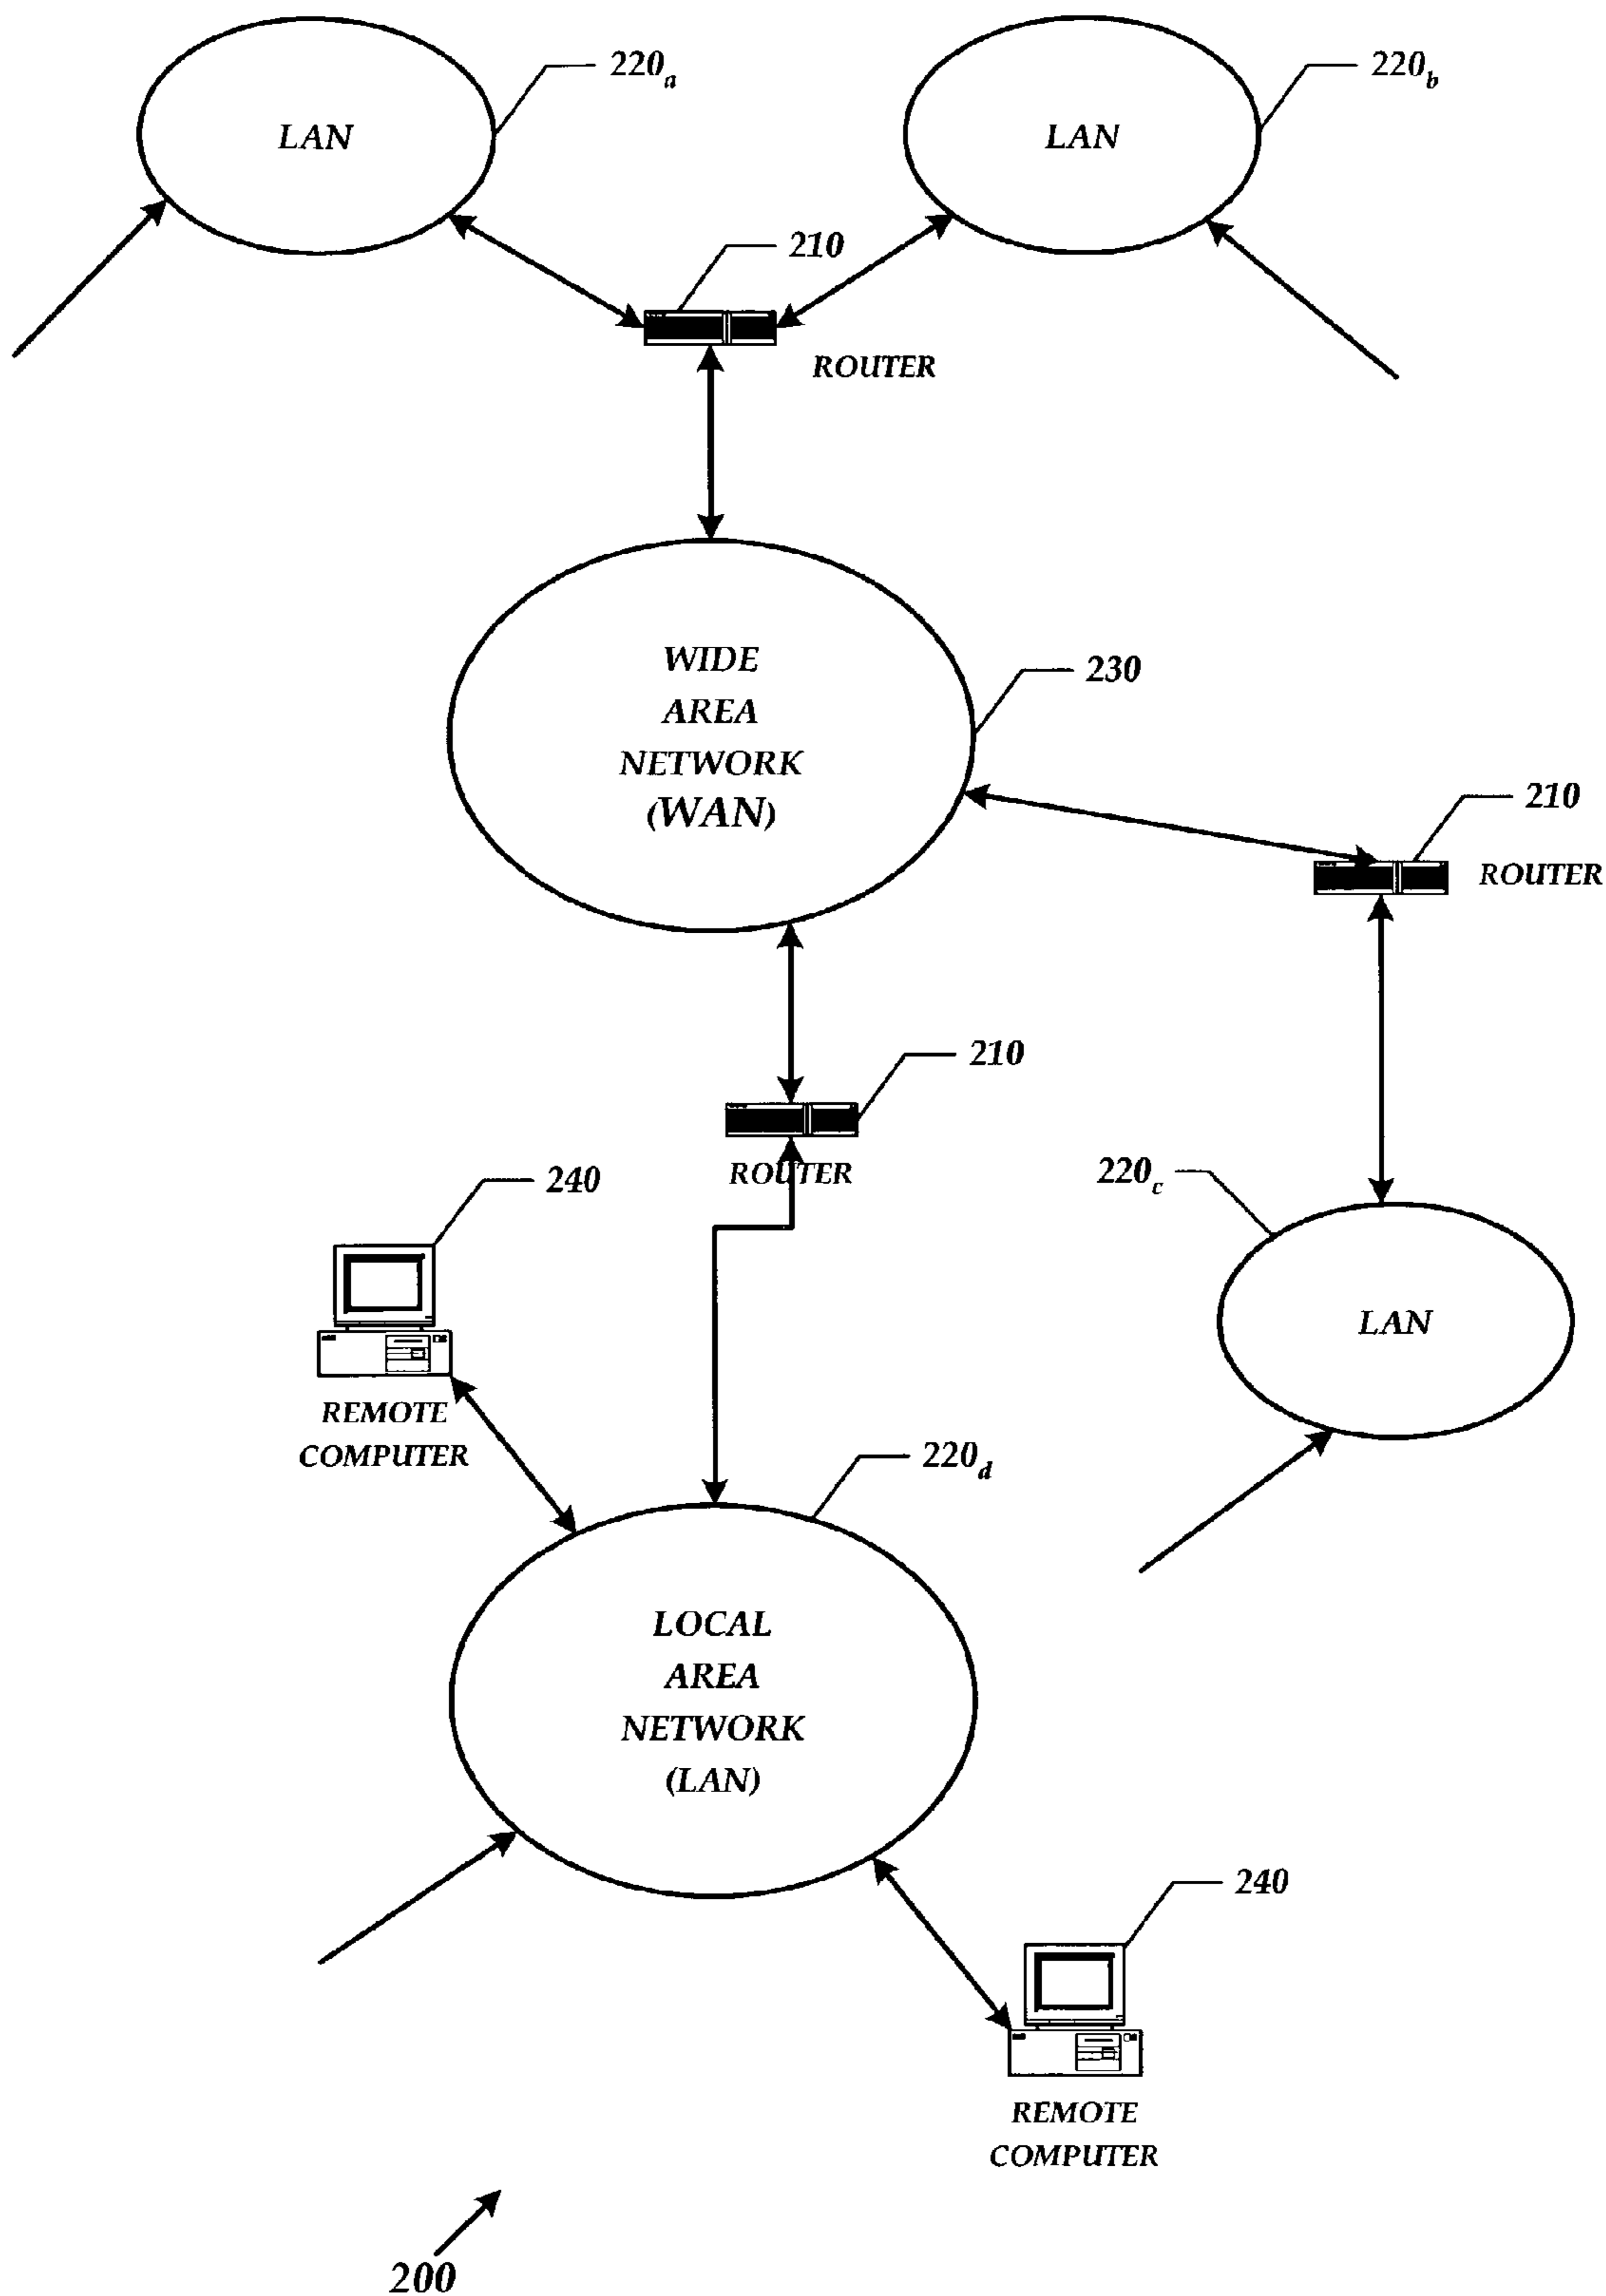 220a
220b
LAN
LAN
210
ROUTER
WIDE
AREA
NETWORK
(WAN)
230
210
ROUTER
210
ROUTER
240
220c
REMOTE
COMPUTER
LAN
220d
LOCAL
AREA
NETWORK
(LAN)
240
REMOTE
COMPUTER
200